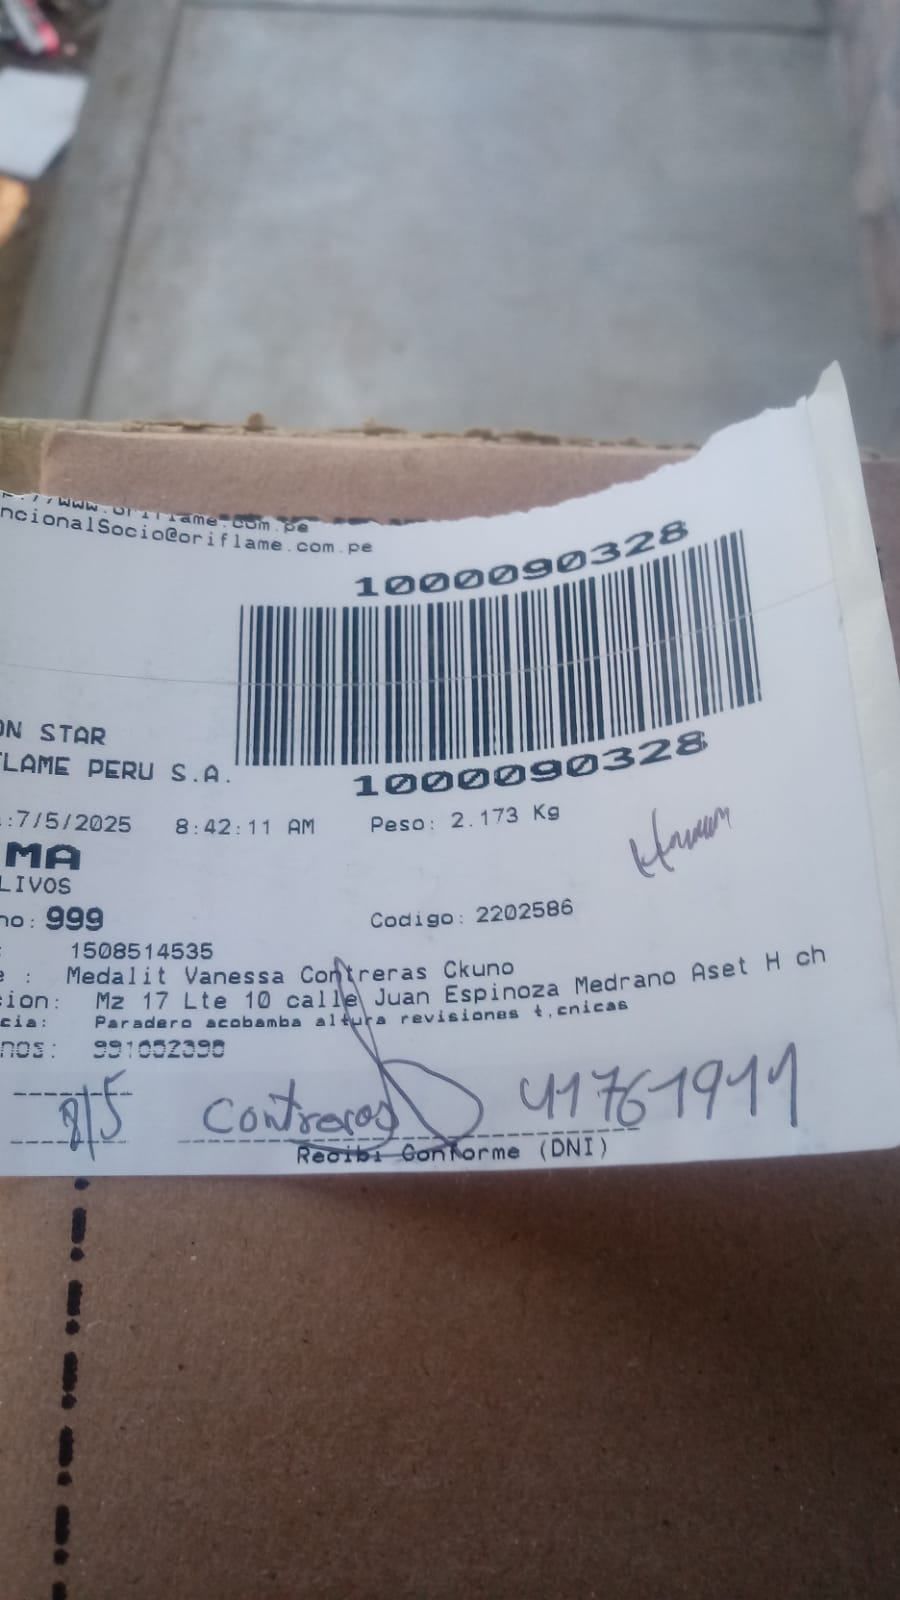 ncionalSocio@oriflame.com.pe
1000090328
1000090328
ON STAR
FLAME PERU S.A.
:7/5/2025 8:42:11 AM Peso: 2.173 Kg
MA
LIVOS
no: 999 Codigo: 2202586
: 1508514535
e : Medalit Vanessa Contreras Ckuno
ion: Mz 17 Lte 10 calle Juan Espinoza Medrano Aset H ch
cia: Paradero acobamba altura revisiones t,cnicas
nos: 991652390
8/5 Contreras 41761911
Recibi Conforme (DNI)